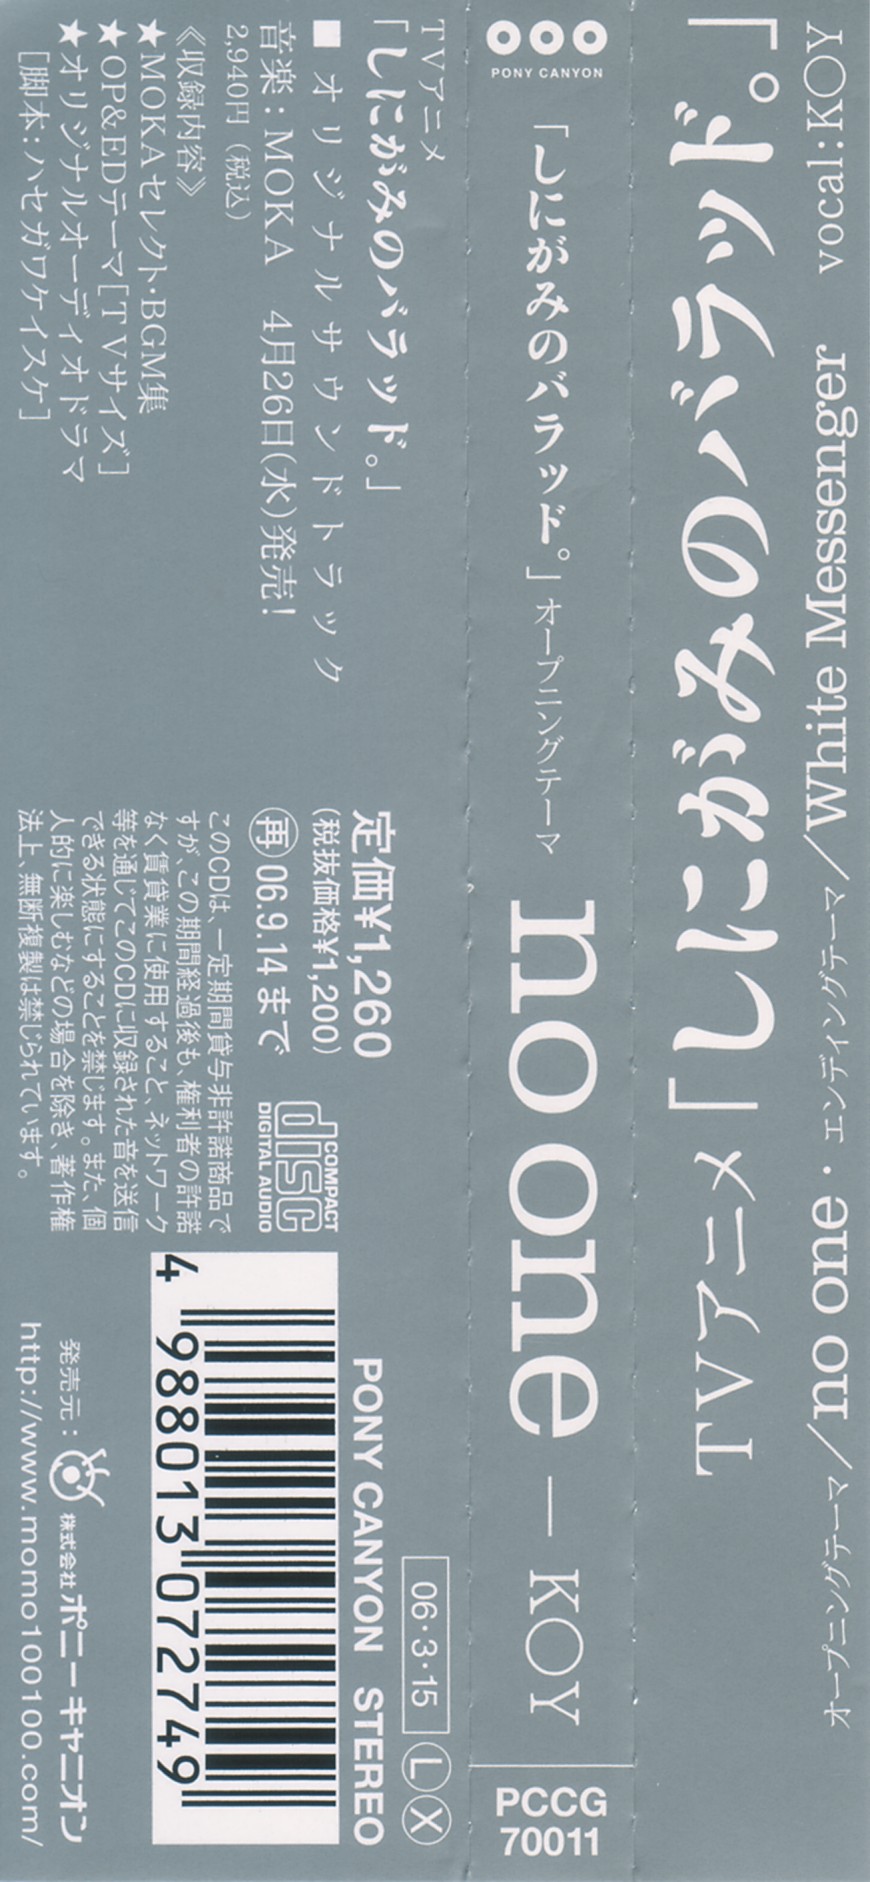 TVアニメ「しにがみのバラッド。」
オープニングテーマ/no one・エンディングテーマ/White Messenger vocal:KOY
PONY CANYON
「しにがみのバラッド。」オープニングテーマ
no one — KOY
PCCG
70011
TVアニメ
「しにがみのバラッド。」
■オリジナルサウンドトラック
音楽:MOKA 4月26日(水)発売!
2,940円(税込)
《収録内容》
★MOKAセレクト・BGM集
★OP&EDテーマ[TVサイズ]
★オリジナルオーディオドラマ
[脚本:ハセガワケイスケ]
定価¥1,260
(税抜価格¥1,200)
再 06.9.14まで
COMPACT
disc
DIGITAL AUDIO
このCDは、一定期間貸与非許諾商品で
すが、この期間経過後も、権利者の許諾
なく賃貸業に使用すること、ネットワーク
等を通じてこのCDに収録された音を送信
できる状態にすることを禁じます。また、個
人的に楽しむなどの場合を除き、著作権
法上、無断複製は禁じられています。
06・3・15 L X
PONY CANYON STEREO
4 988013 072749
発売元:株式会社ポニーキャニオン
http://www.momo100100.com/